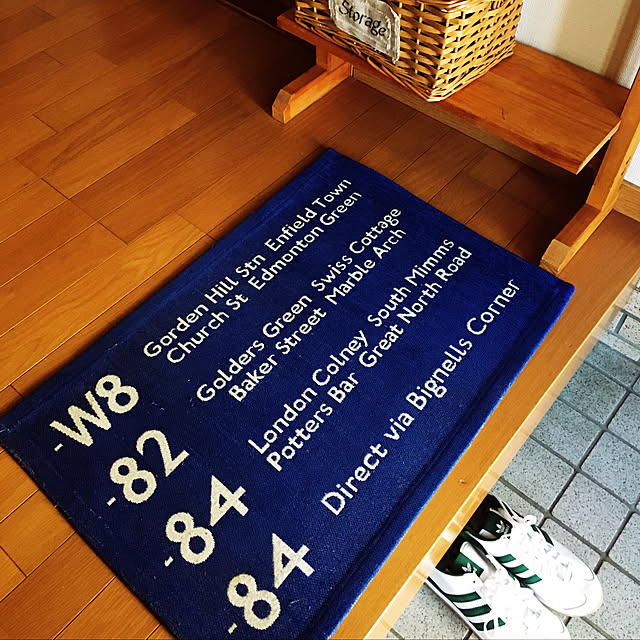 Storage
-W8 Gorden Hill Stn Enfield Town
Church St Edmonton Green
-82 Golders Green Swiss Cottage
Baker Street Marble Arch
-84 London Colney South Mimms
Potters Bar Great North Road
-84 Direct via Bignells Corner